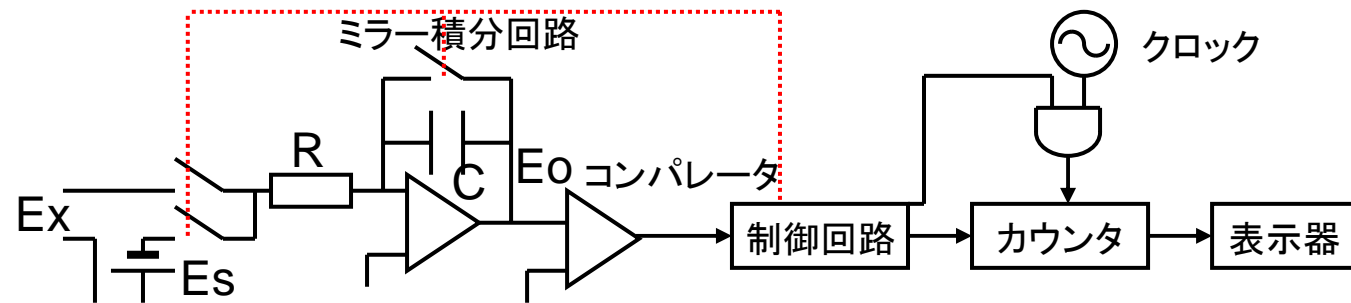 ミラー積分回路
クロック
R
C
Eo
コンパレータ
Ex
Es
制御回路
カウンタ
表示器